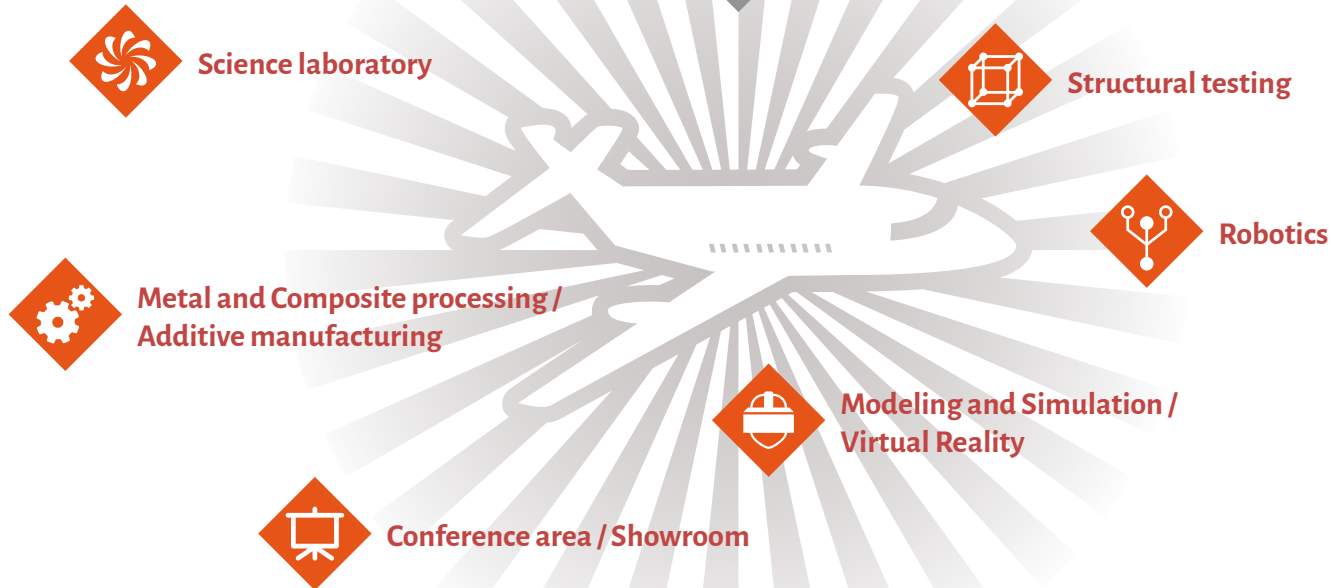 Science laboratory
Structural testing
Robotics
Metal and Composite processing /
Additive manufacturing
Modeling and Simulation /
Virtual Reality
Conference area / Showroom